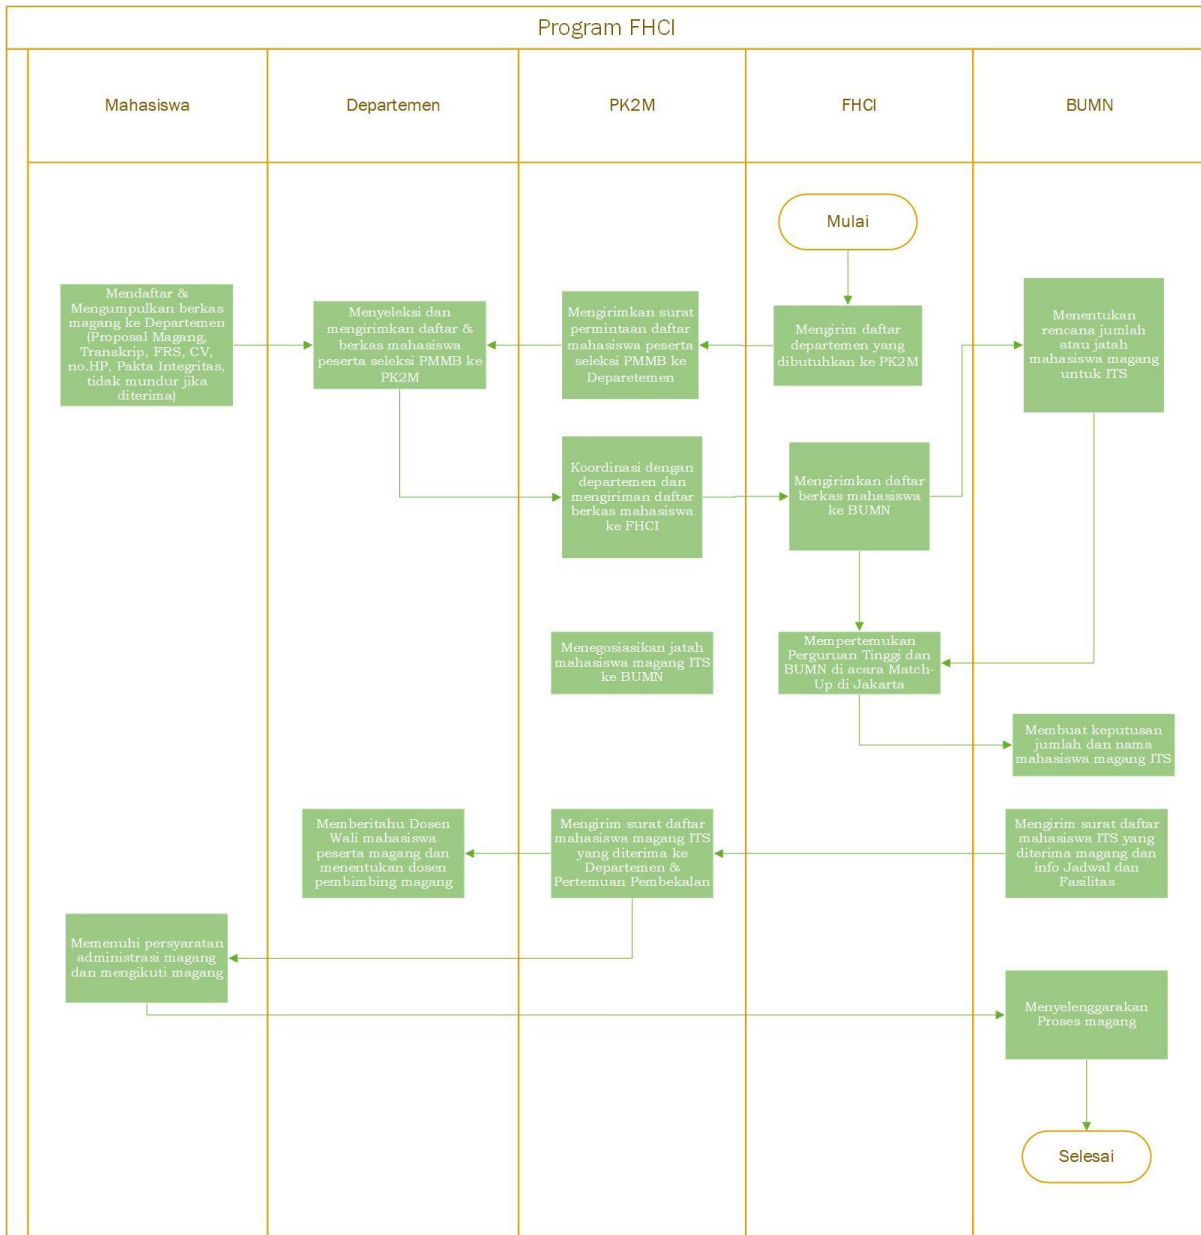 Program FHCI
Mahasiswa
Departemen
PK2M
FHCI
BUMN
Mulai
Mendaftar &
Mengumpulkan berkas
magang ke Departemen
(Proposal Magang,
Transkrip, FRS, CV,
no.HP, Pakta Integritas,
tidak mundur jika
diterima)
Menyeleksi dan
mengirimkan daftar &
berkas mahasiswa
peserta seleksi PMMB ke
PK2M
Mengirimkan surat
permintaan daftar
mahasiswa peserta
seleksi PMMB ke
Deparetemen
Mengirim daftar
departemen yang
dibutuhkan ke PK2M
Menentukan
rencana jumlah
atau jatah
mahasiswa magang
untuk ITS
Koordinasi dengan
departemen dan
mengiriman daftar
berkas mahasiswa
ke FHCI
Mengirimkan daftar
berkas mahasiswa
ke BUMN
Menegosiasikan jatah
mahasiswa magang ITS
ke BUMN
Mempertemukan
Perguruan Tinggi dan
BUMN di acara Match-
Up di Jakarta
Membuat keputusan
jumlah dan nama
mahasiswa magang ITS
Memberitahu Dosen
Wali mahasiswa
peserta magang dan
menentukan dosen
pembimbing magang
Mengirim surat daftar
mahasiswa magang ITS
yang diterima ke
Departemen &
Pertemuan Pembekalan
Mengirim surat daftar
mahasiswa ITS yang
diterima magang dan
info Jadwal dan
Fasilitas
Memenuhi persyaratan
administrasi magang
dan mengikuti magang
Menyelenggarakan
Proses magang
Selesai